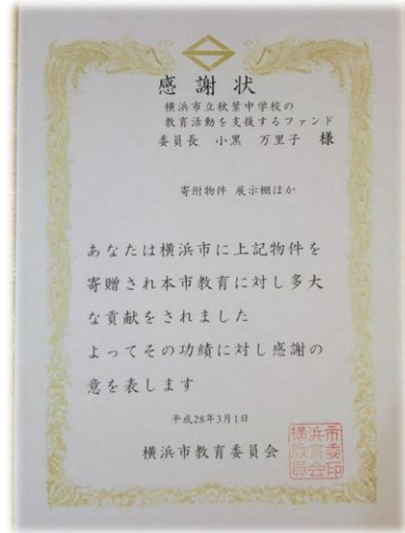 感謝状
横浜市立秋葉中学校の
教育活動を支援するファンド
委員長 小黒 万里子 様
寄附物件 展示棚ほか
あなたは横浜市に上記物件を
寄贈され本市教育に対し多大
な貢献をされました
よってその功績に対し感謝の
意を表します
平成28年3月1日
横浜市教育委員会
横浜市
教育委
員会印